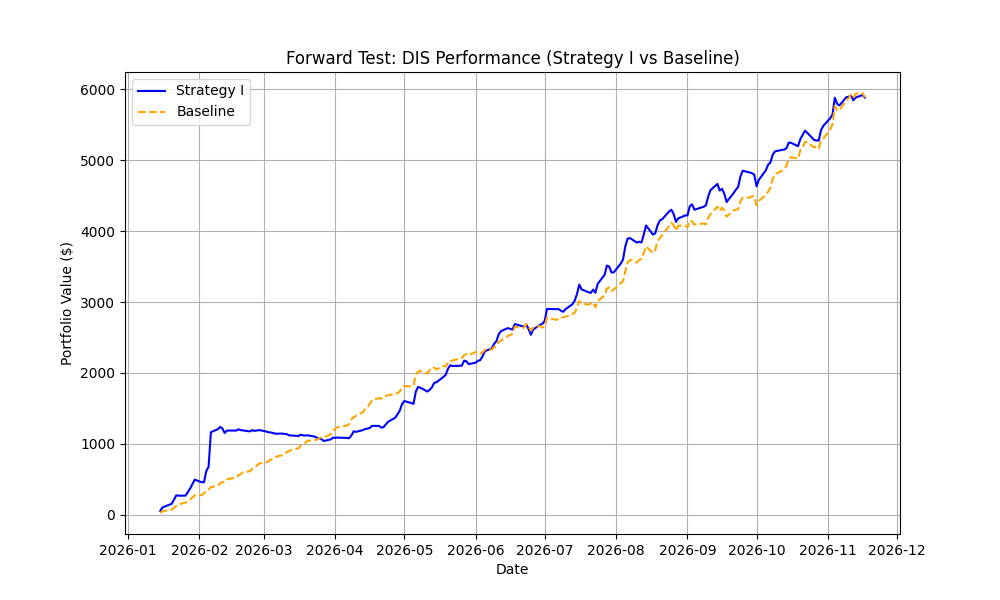 Forward Test: DIS Performance (Strategy I vs Baseline)
Strategy I
Baseline
Portfolio Value ($)
6000
5000
4000
3000
2000
1000
0
2026-01 2026-02 2026-03 2026-04 2026-05 2026-06 2026-07 2026-08 2026-09 2026-10 2026-11 2026-12
Date